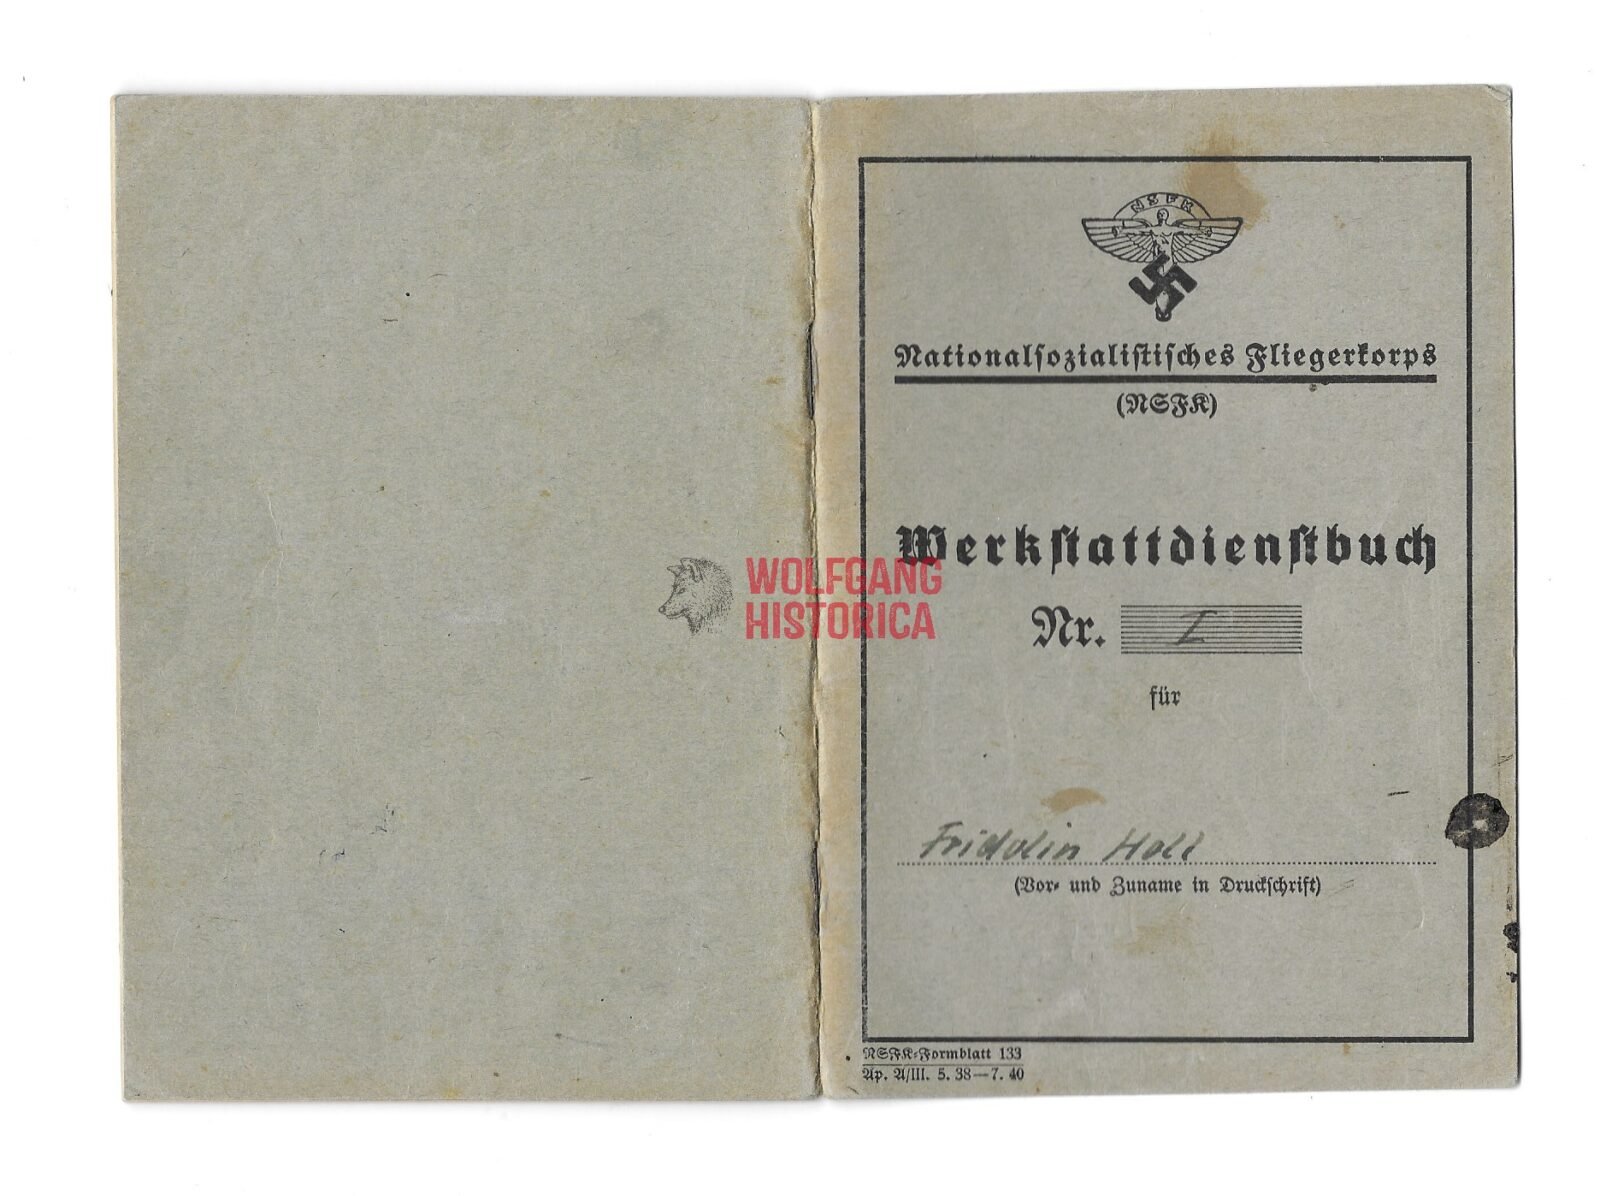 NSFK
Nationalsozialistisches Fliegerkorps
(NSFK)
Werkstattdienstbuch
WOLFGANG
HISTORICA
Nr. I
für
Fridolin Holl
(Vor- und Zuname in Druckschrift)
NSFK-Formblatt 133
Ap. A/III. 5. 38—7. 40